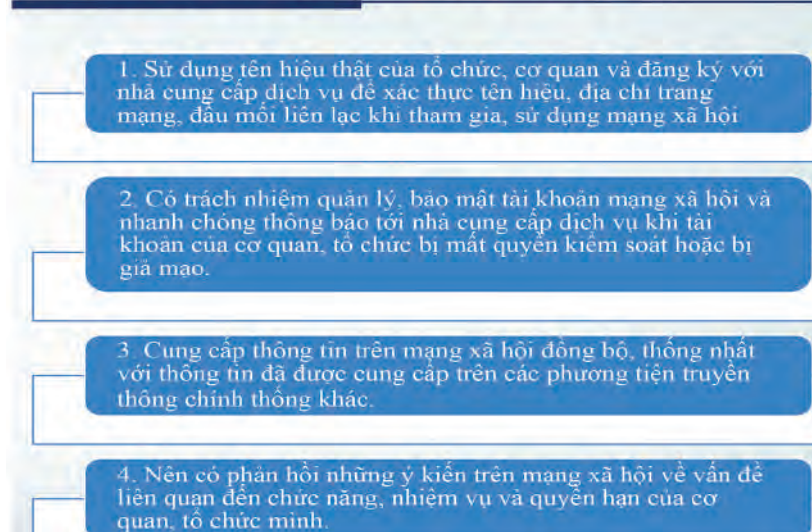 1. Sử dụng tên hiệu thật của tổ chức, cơ quan và đăng ký với
nhà cung cấp dịch vụ để xác thực tên hiệu, địa chỉ trang
mạng, đầu mối liên lạc khi tham gia, sử dụng mạng xã hội
2. Có trách nhiệm quản lý, bảo mật tài khoản mạng xã hội và
nhanh chóng thông báo tới nhà cung cấp dịch vụ khi tài
khoản của cơ quan, tổ chức bị mất quyền kiểm soát hoặc bị
giả mạo.
3. Cung cấp thông tin trên mạng xã hội đồng bộ, thống nhất
với thông tin đã được cung cấp trên các phương tiện truyền
thông chính thống khác.
4. Nên có phản hồi những ý kiến trên mạng xã hội về vấn đề
liên quan đến chức năng, nhiệm vụ và quyền hạn của cơ
quan, tổ chức mình.